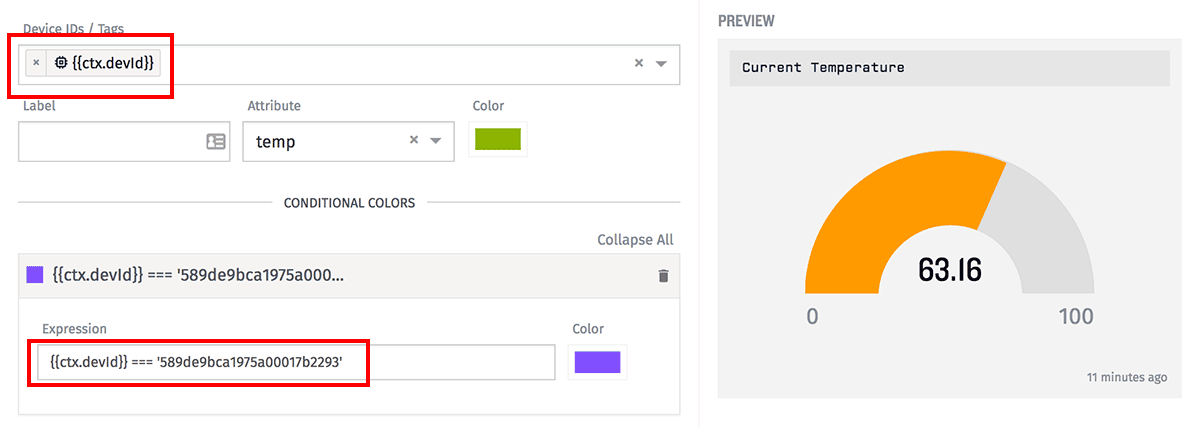 Device IDs / Tags
× {{ctx.devId}} ×
Label
Attribute
Color
temp ×
CONDITIONAL COLORS
Collapse All
{{ctx.devId}} === '589de9bca1975a000...
Expression
Color
{{ctx.devId}} === '589de9bca1975a00017b2293'
PREVIEW
Current Temperature
63.16
0
100
11 minutes ago